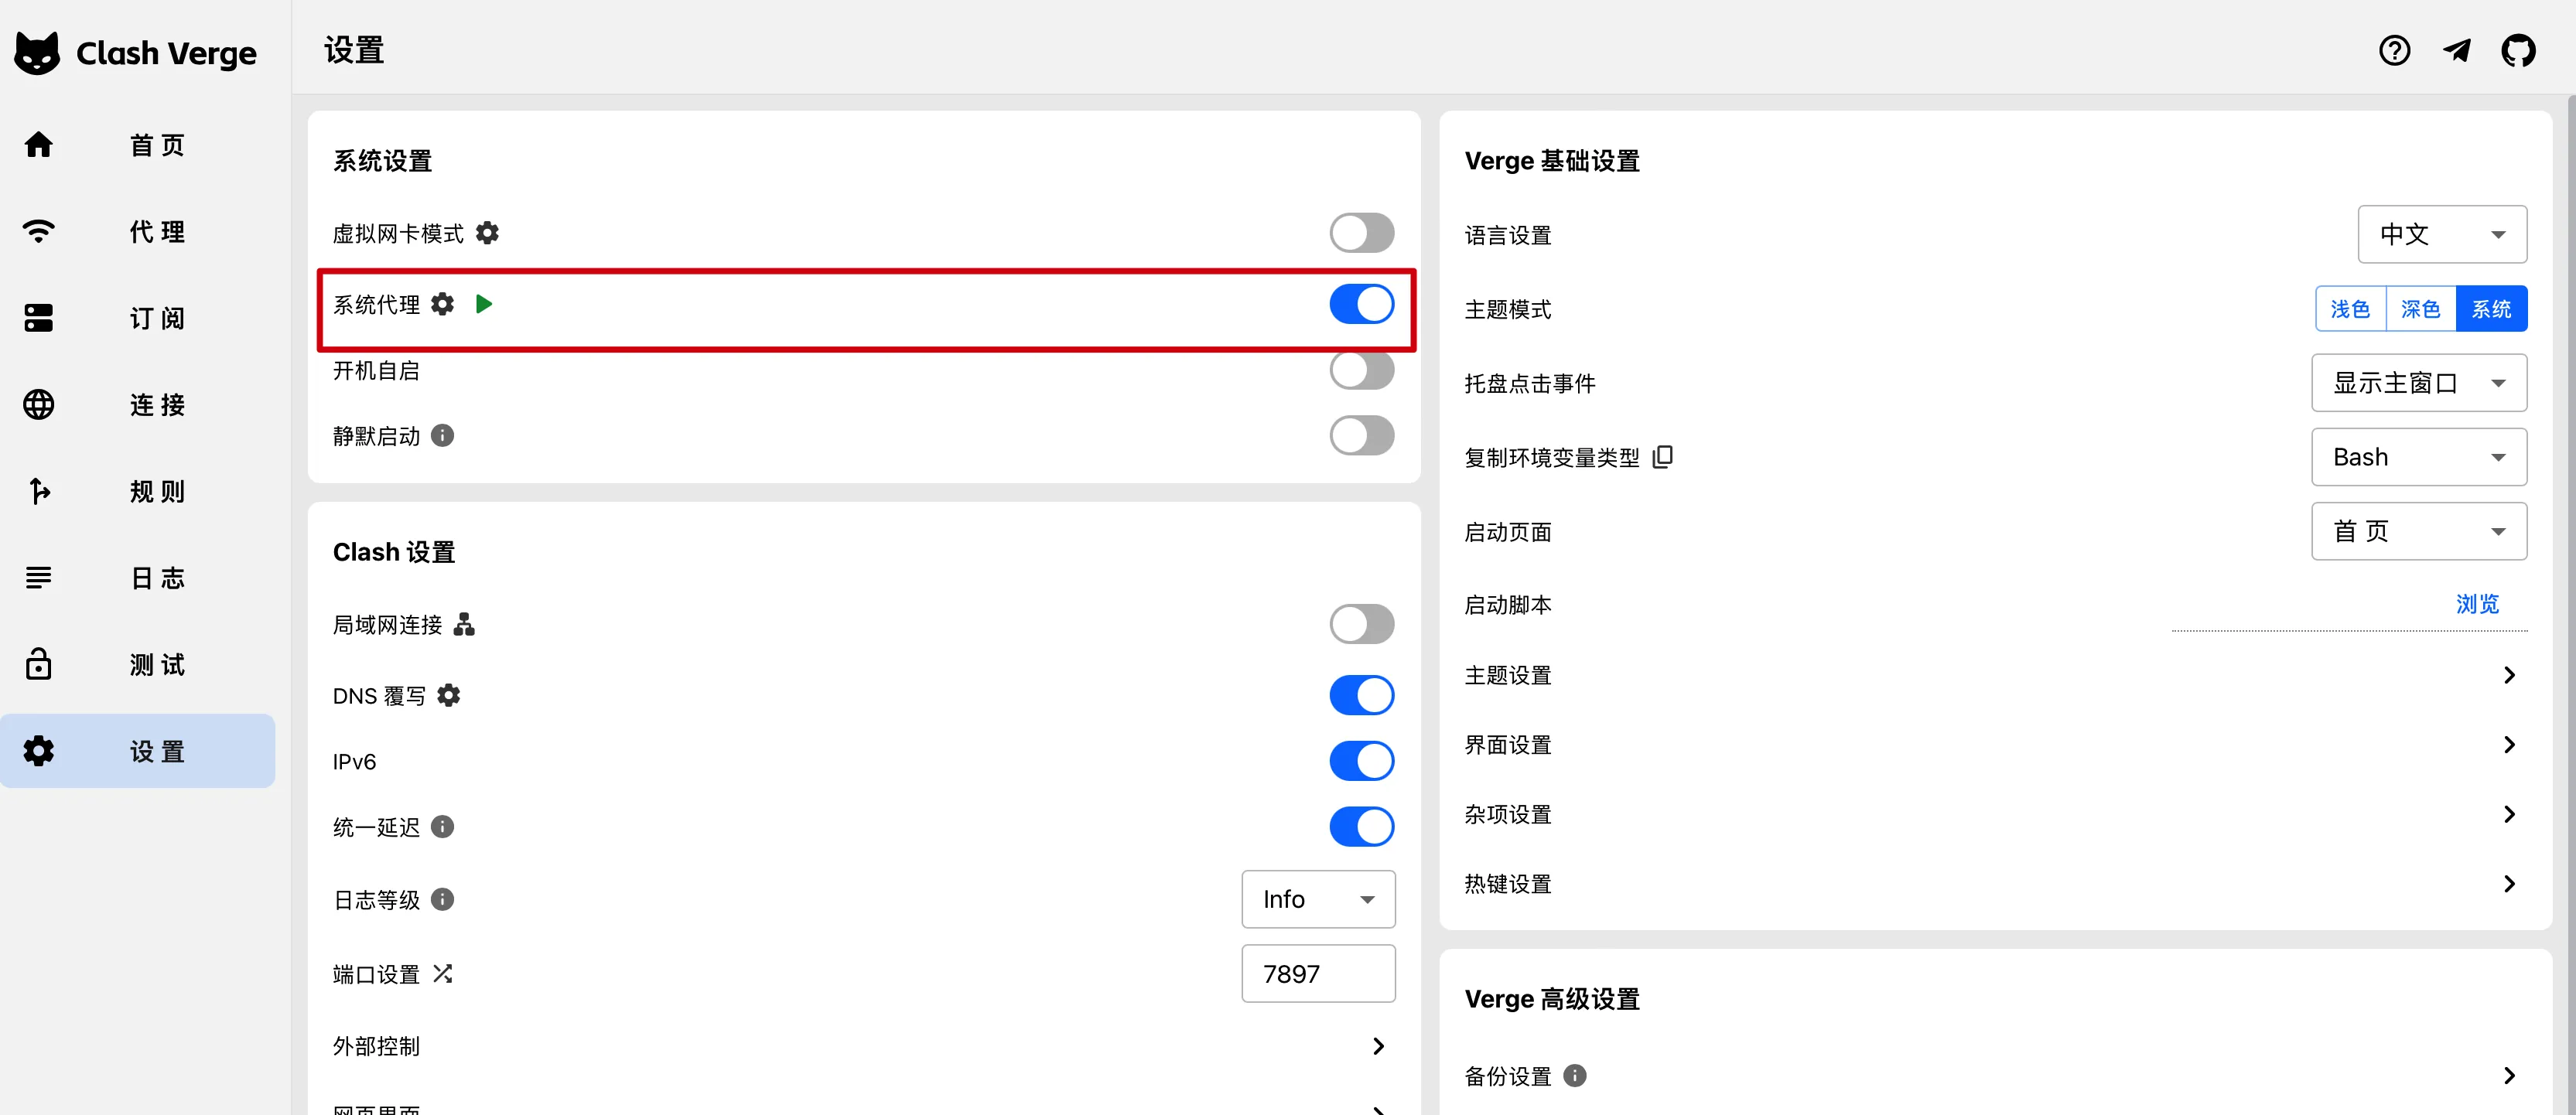 Clash Verge
首 页
代 理
订 阅
连 接
规 则
日 志
测 试
设 置
设置
系统设置
虚拟网卡模式
系统代理
开机自启
静默启动
Clash 设置
局域网连接
DNS 覆写
IPv6
统一延迟
日志等级 Info
端口设置 7897
外部控制
网页界面
Verge 基础设置
语言设置 中文
主题模式 浅色 深色 系统
托盘点击事件 显示主窗口
复制环境变量类型 Bash
启动页面 首 页
启动脚本 浏览
主题设置
界面设置
杂项设置
热键设置
Verge 高级设置
备份设置